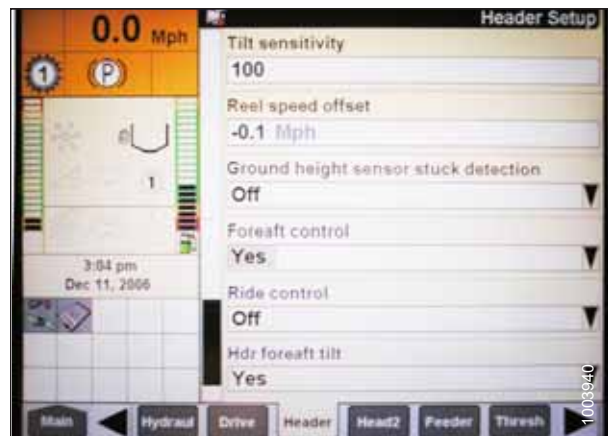 0.0 Mph
Header Setup
1 (P)
Tilt sensitivity
100
Reel speed offset
-0.1 Mph
Ground height sensor stuck detection
Off
1
Foreaft control
Yes
3:04 pm
Dec 11, 2006
Ride control
Off
GPS
Hdr foreaft tilt
Yes
1003940
Main
Hydraul
Drive
Header
Head2
Feeder
Thresh